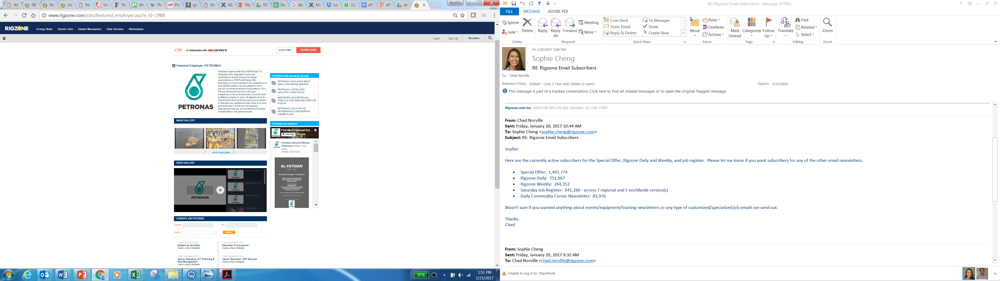 Att
NE
Ho
Job
Res
You
The
We
The
Pos
go
Ma
GIC
Rig
RZ
Da
Ab
Ma
Log
(1)
eFC
eFC
An
Sophie
www.rigzone.com/jobs/featured_employer.asp?e_id=2988
RIGZONE
Energy News Search Jobs Career Resources Data Services Marketplace
Login Sign Up Recruiters
JOBS in collaboration with OILCAREERS
SUBSCRIBE SEARCH JOBS
Featured Employer: PETRONAS
PETRONAS
Petroliam Nasional Berhad (PETRONAS) is
Malaysia's fully integrated oil and gas
multinational ranked among the largest
corporations on FORTUNE Global 500.
Operating our core business in the Upstream and
Downstream sectors, we are present in more
than 65 countries since first incorporated in 1974.
We are among the top five oil and gas
companies (in terms of production) and the most
profitable company in Asia. We steadily drive for
new solutions and continue pushing boundaries
to manage new realities and add value to oil and
gas resources in a manner that carefully
balances commercial, environmental and social
considerations. www.petronas.com
PETRONAS NEWS AND MEDIA RELEASE
PETRONAS WINS ASIA'S BEST
EMPLOYER BRAND AWARDS
PETRONAS INTRODUCES
INDUSTRY'S FIRST 0W 20
MERCEDES AMG PETRONAS
FORMULA ONE TEAM SECURES TOP
PODIUM
PETRONAS KICKS OFF ITS
PENGERANG CO GENERATION
POWER PLANT
IMAGE GALLERY
scroll image gallery
PETRONAS ON FACEBOOK
Petroliam Nasional Ber...
Like Page
Petroliam Nasional Berhad
(Petronas) added a new
photo.
January 12 at 6:12am
AL-FATIHAH
VIDEO GALLERY
PETRONAS
Corporate Video
How Far We Go
Why We Race
CURRENT JOB POSTINGS
Keyword: City:
Country: SEARCH
Friday, December 16, 2016
Enterprise Architect
Kuala Lumpur, Malaysia
Friday, December 16, 2016
Executive, Procurement
Kuala Lumpur, Malaysia
Friday, December 16, 2016
Senior Executive, ICT Planning &
Risk Management
Kuala Lumpur, Malaysia
Friday, December 16, 2016
Senior Executive, SAP Services
Kuala Lumpur, Malaysia
97%
1:51 PM
1/23/2017
RE: Rigzone Email Subscribers - Message (HTML)
FILE MESSAGE ADOBE PDF
Ignore
Junk
Delete
Delete
Reply
Reply All
Forward
Meeting
More
Respond
Core Deck
Team Email
Reply & Delete
To Manager
Done
Create New
Quick Steps
Move
Rules
OneNote
Actions
Move
Mark Unread
Categorize
Follow Up
Tags
Translate
Find
Related
Select
Editing
Zoom
Zoom
Fri 1/20/2017 3:48 PM
Sophie Cheng
RE: Rigzone Email Subscribers
To Chad Norville
Retention Policy Default - Corp 2 Year Auto Delete (2 years) Expires 1/21/2019
This message is part of a tracked conversation. Click here to find all related messages or to open the original flagged message.
Rigzone.com Inc. 14531 FM 529, STE 225, Houston, TX, USA 77095
From: Chad Norville
Sent: Friday, January 20, 2017 10:44 AM
To: Sophie Cheng <sophie.cheng@rigzone.com>
Subject: RE: Rigzone Email Subscribers
Sophie:
Here are the currently active subscribers for the Special Offer, Rigzone Daily and Weekly, and job register. Please let me know if you want subscribers for any of the other email newsletters.
• Special Offer: 1,497,774
• Rigzone Daily: 751,967
• Rigzone Weekly: 264,352
• Saturday Job Register: 641,260 - across 7 regional and 1 worldwide version(s)
• Daily Commodity Corner Newsletter: 83,976
Wasn't sure if you wanted anything about events/equipment/training newsletters or any type of customized/specialized job emails we send out.
Thanks.
Chad
From: Sophie Cheng
Sent: Friday, January 20, 2017 9:32 AM
To: Chad Norville <chad.norville@rigzone.com>
Unable to log in to: SharePoint.